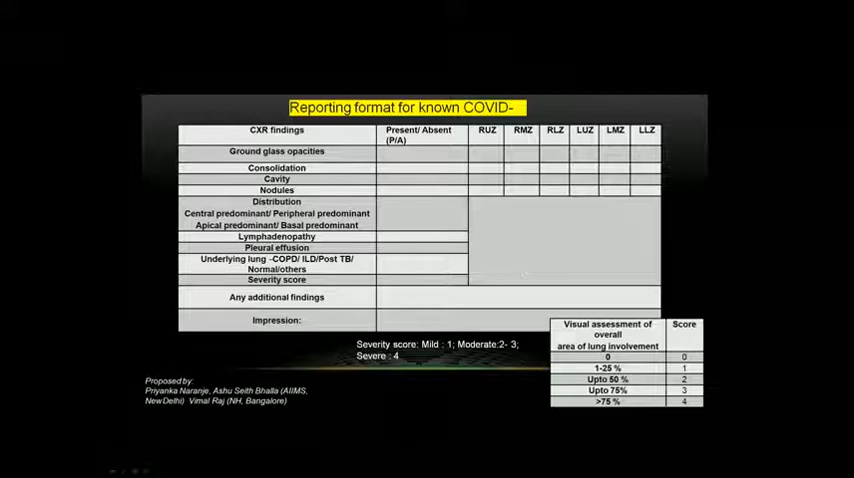 Reporting format for known COVID-
CXR findings Present/ Absent (P/A) RUZ RMZ RLZ LUZ LMZ LLZ
Ground glass opacities
Consolidation
Cavity
Nodules
Distribution
Central predominant/ Peripheral predominant
Apical predominant/ Basal predominant
Lymphadenopathy
Pleural effusion
Underlying lung -COPD/ ILD/Post TB/
Normal/others
Severity score
Any additional findings
Impression:
Visual assessment of overall area of lung involvement Score
0 0
1-25 % 1
Upto 50 % 2
Upto 75% 3
>75 % 4
Severity score: Mild : 1; Moderate:2- 3;
Severe : 4
Proposed by:
Priyanka Naranje, Ashu Seith Bhalla (AIIMS,
New Delhi) Vimal Raj (NH, Bangalore)